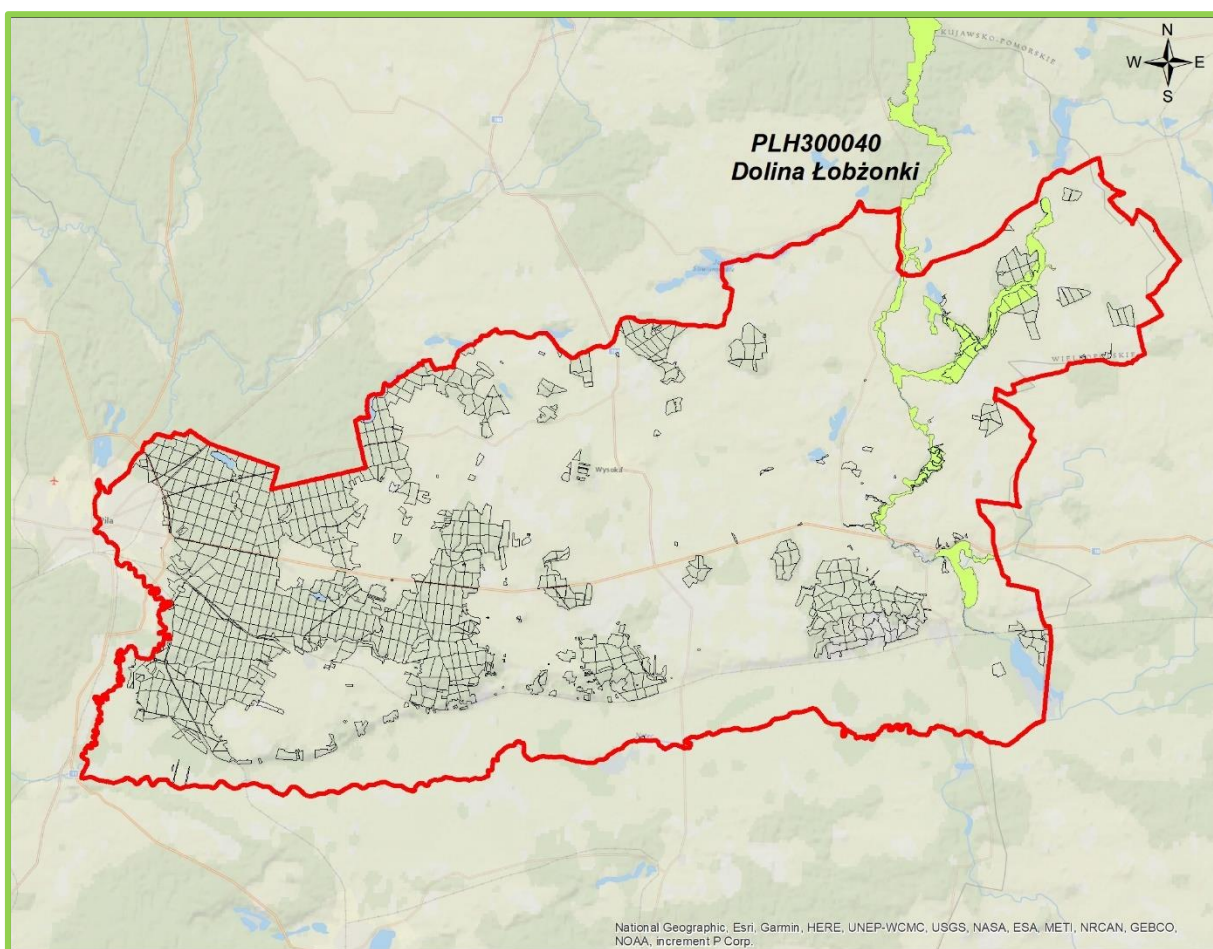 N
W E
S
KUJAWSKO-POMORSKIE
PLH300040
Dolina Łobżonki
WIELKOPOLSKIE
Wysoka
National Geographic, Esri, Garmin, HERE, UNEP-WCMC, USGS, NASA, ESA, METI, NRCAN, GEBCO,
NOAA, increment P Corp.